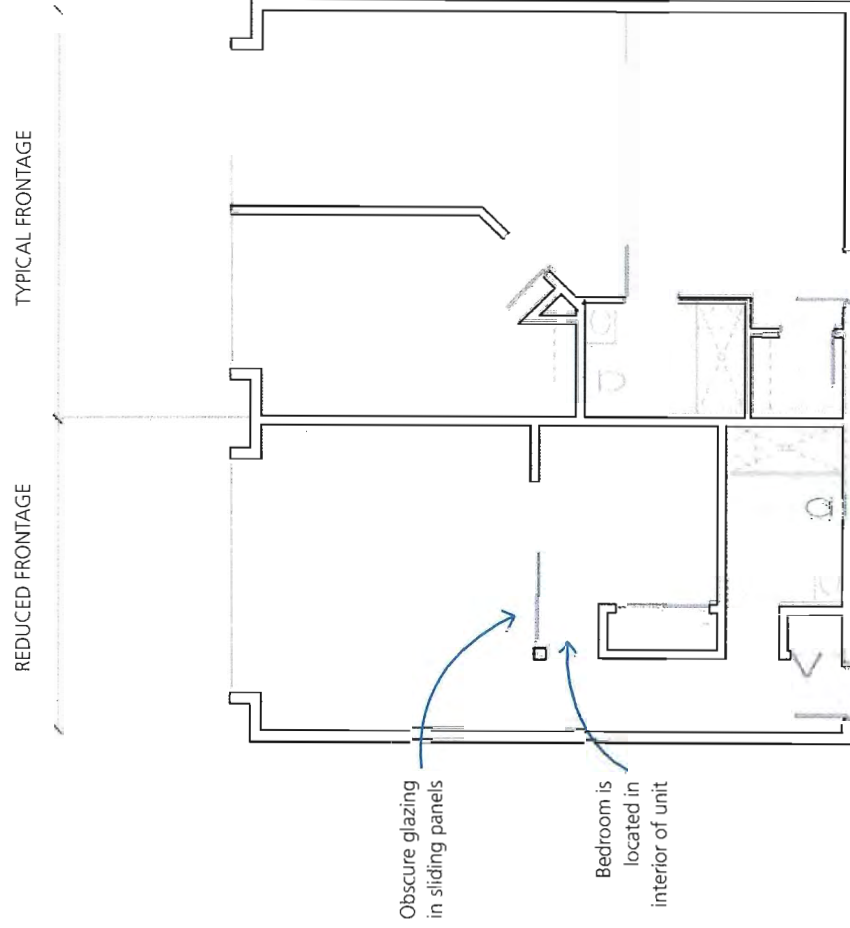 REDUCED FRONTAGE
TYPICAL FRONTAGE
Obscure glazing
in sliding panels
Bedroom is
located in
interior of unit